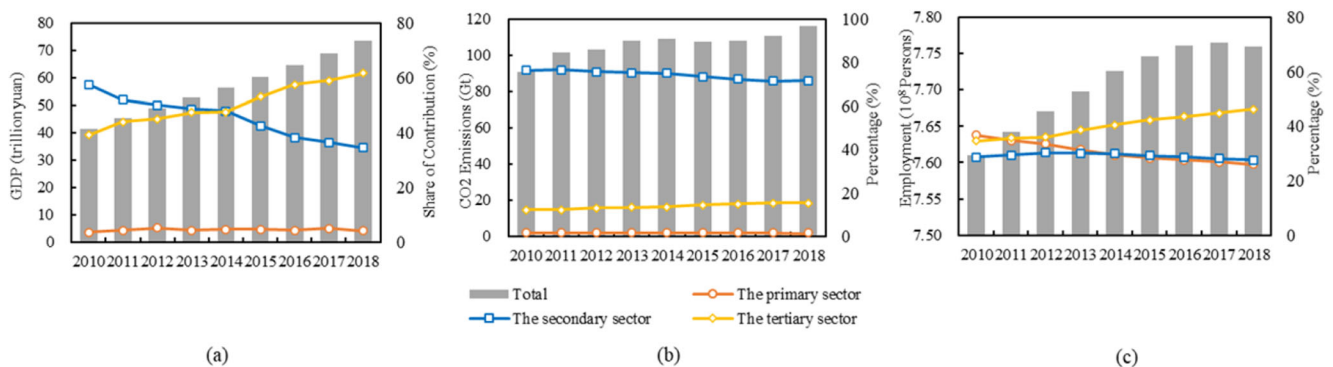 80
70
60
50
40
30
20
10
0
GDP (trillion yuan)
80
60
40
20
0
Share of Contribution (%)
2010 2011 2012 2013 2014 2015 2016 2017 2018
120
100
80
60
40
20
0
CO2 Emissions (Gt)
100
80
60
40
20
0
Percentage (%)
2010 2011 2012 2013 2014 2015 2016 2017 2018
7.80
7.75
7.70
7.65
7.60
7.55
7.50
Employment (10⁸ Persons)
80
60
40
20
0
Percentage (%)
2010 2011 2012 2013 2014 2015 2016 2017 2018
Total
The primary sector
The secondary sector
The tertiary sector
(a)
(b)
(c)